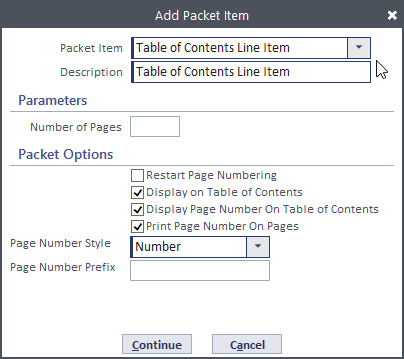 Add Packet Item
Packet Item Table of Contents Line Item
Description Table of Contents Line Item
Parameters
Number of Pages
Packet Options
Restart Page Numbering
Display on Table of Contents
Display Page Number On Table of Contents
Print Page Number On Pages
Page Number Style Number
Page Number Prefix
Continue Cancel